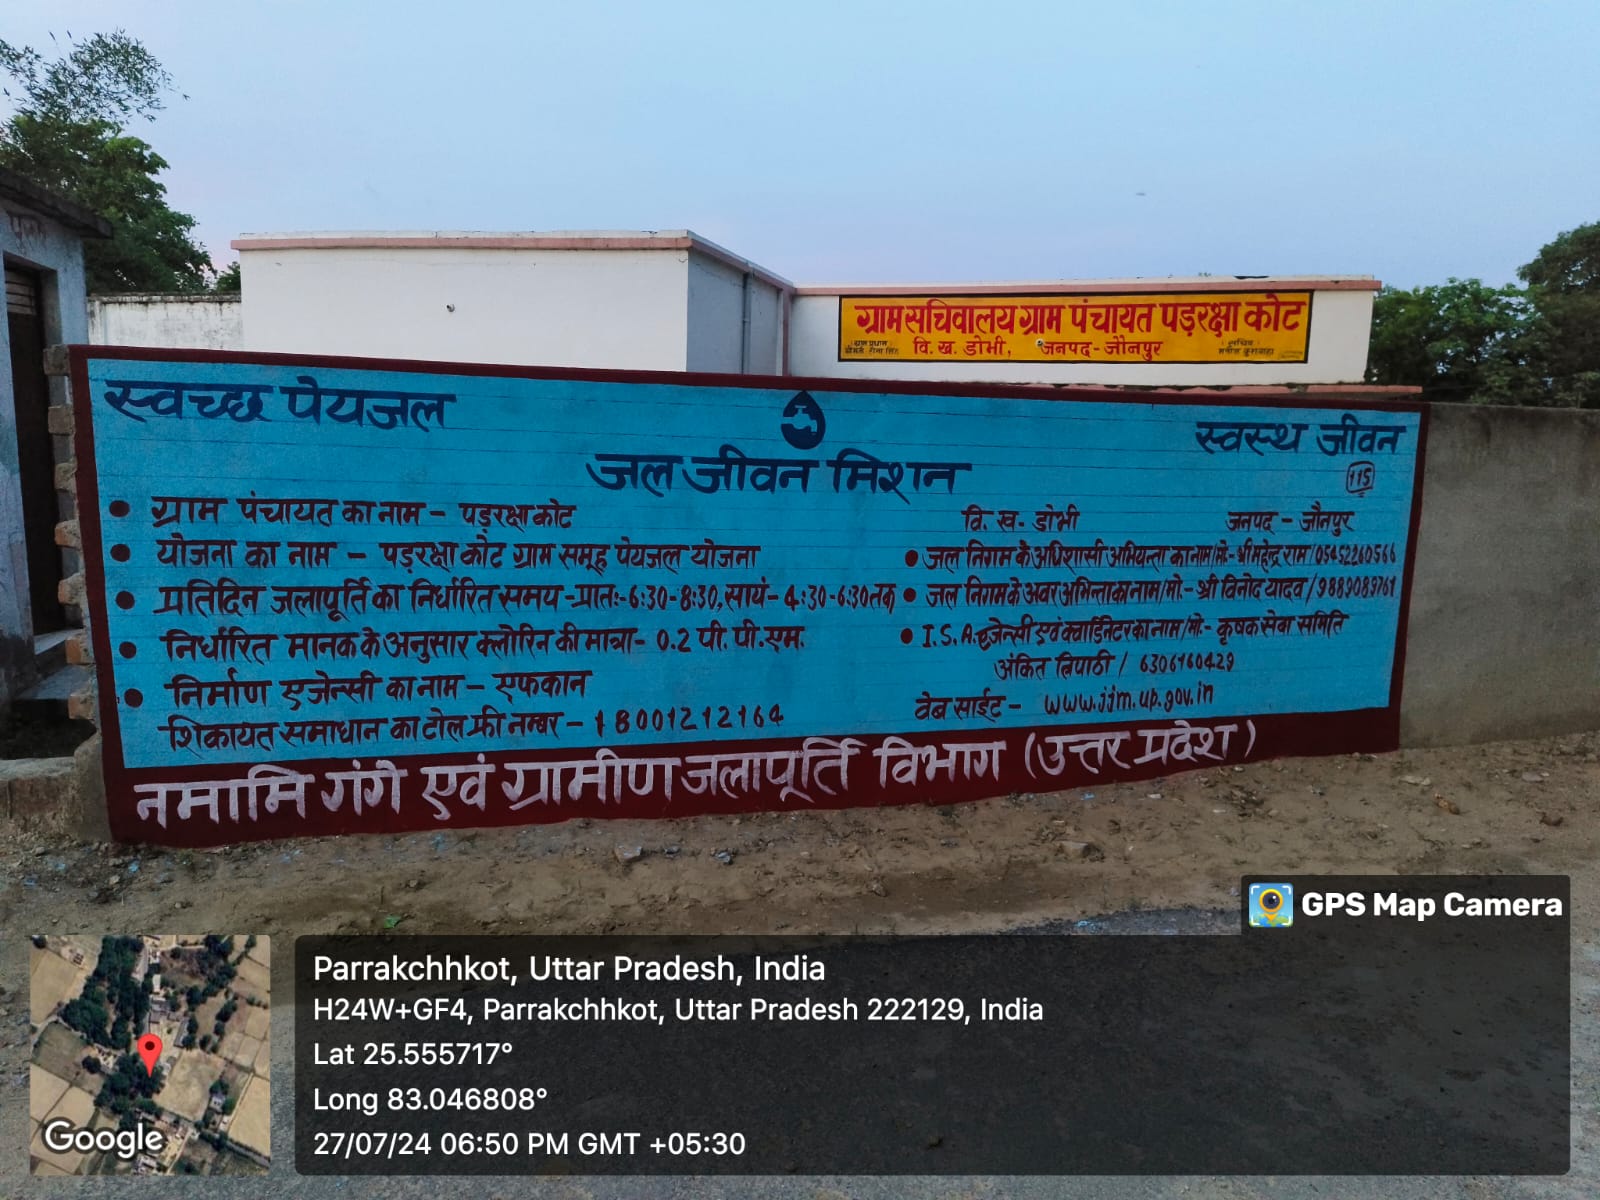 ग्राम सचिवालय ग्राम पंचायत पड़रक्षा कोट
वि. ख. डोभी, जनपद-जौनपुर
ग्राम प्रधान
सचिव
स्वच्छ पेयजल
स्वस्थ जीवन
जल जीवन मिशन
115
• ग्राम पंचायत का नाम - पड़रक्षा कोट
वि. ख. डोभी जनपद - जौनपुर
• योजना का नाम - पड़रक्षा कोट ग्राम समूह पेयजल योजना
• जल निगम के अधिशासी अभियन्ता का नाम/मो.- श्री महेन्द्र राम/05452260566
• प्रतिदिन जलापूर्ति का निर्धारित समय-प्रातः-6:30-8:30, सायं-4:30-6:30 तक
• जल निगम के अवर अभिन्ता का नाम/मो.- श्री विनोद यादव/9889089761
• निर्धारित मानक के अनुसार क्लोरिन की मात्रा- 0.2 पी. पी. एम.
• I. S. A. एजेन्सी एवं क्वार्डिनेटर का नाम/मो.- कृषक सेवा समिति
अंकित त्रिपाठी / 6306160429
• निर्माण एजेन्सी का नाम - एफकान
शिकायत समाधान का टोल फ्री नम्बर - 18001212164
वेब साईट - www.jjm.up.gov.in
नमामि गंगे एवं ग्रामीण जलापूर्ति विभाग (उत्तर प्रदेश)
GPS Map Camera
Parrakchhkot, Uttar Pradesh, India
H24W+GF4, Parrakchhkot, Uttar Pradesh 222129, India
Lat 25.555717°
Long 83.046808°
27/07/24 06:50 PM GMT +05:30
Google